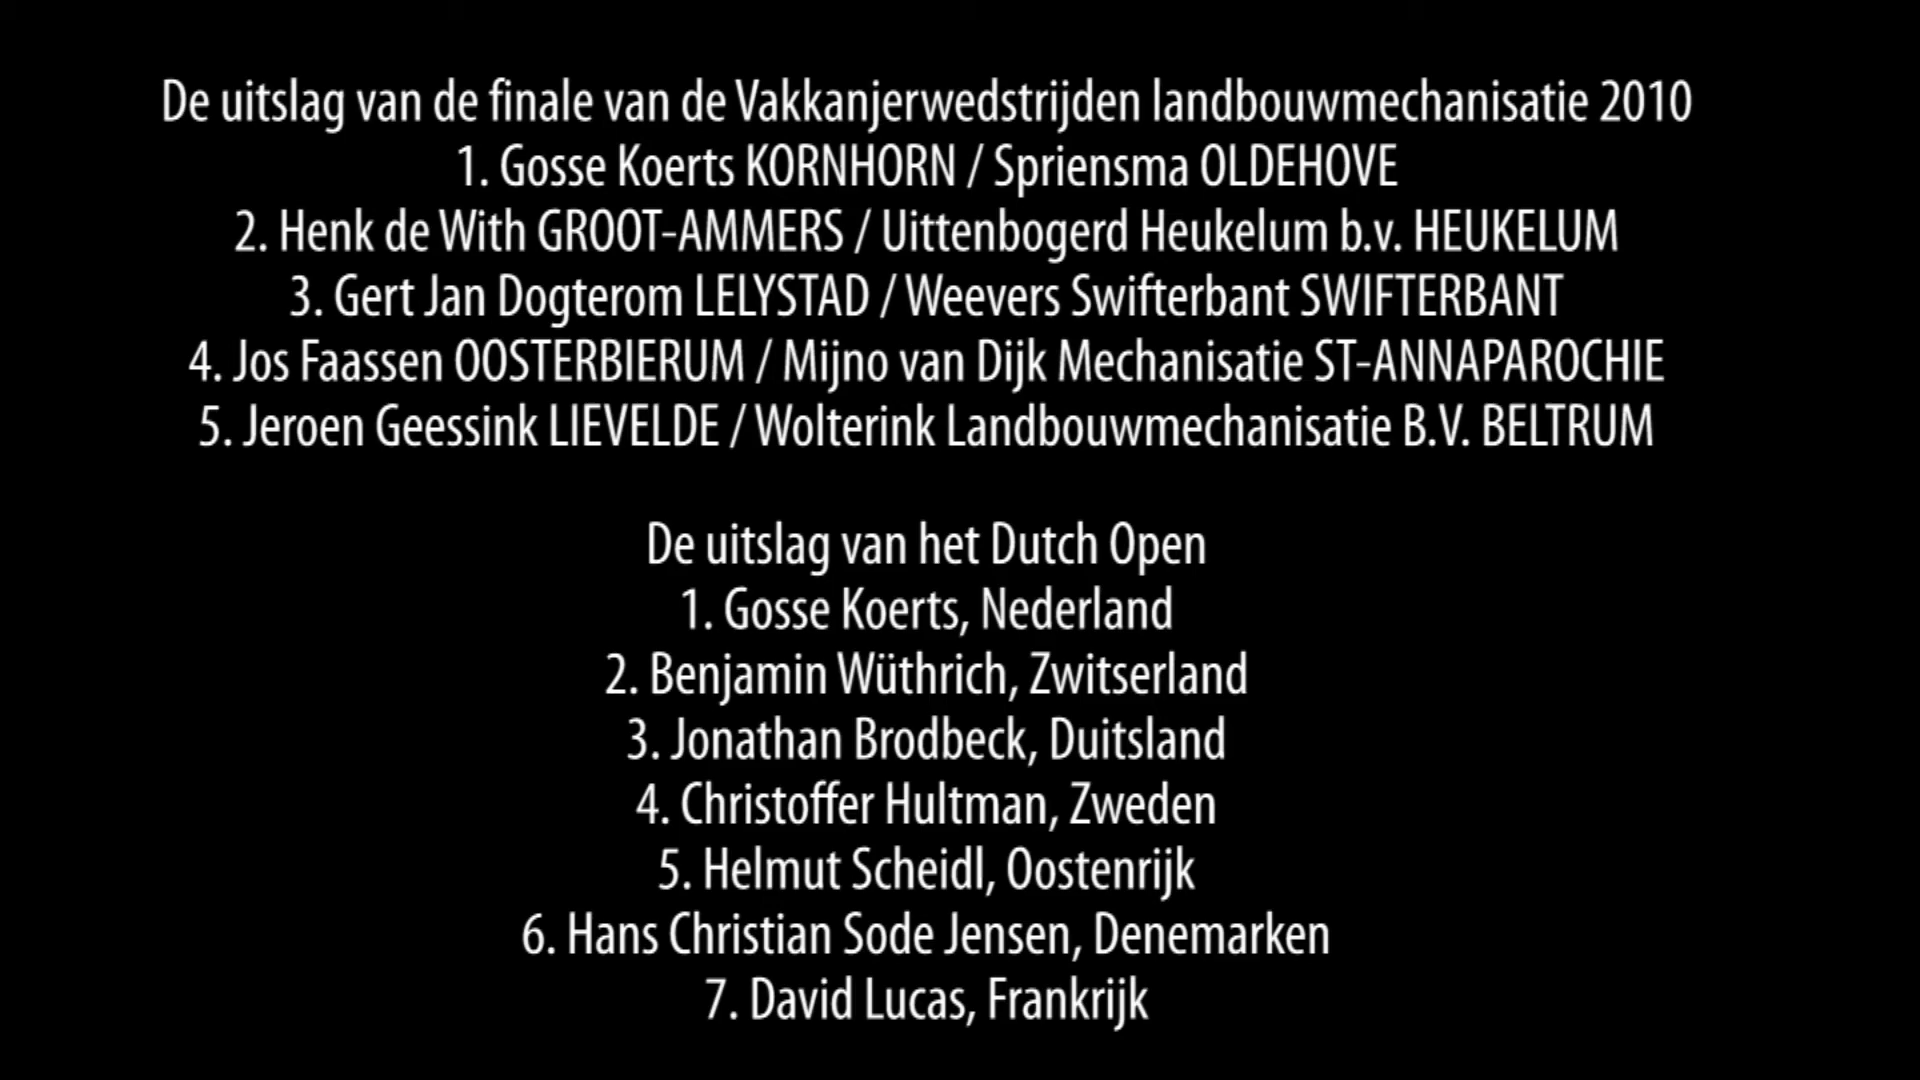 De uitslag van de finale van de Vakkanjerwedstrijden landbouwmechanisatie 2010
1. Gosse Koerts KORNHORN / Spriensma OLDEHOVE
2. Henk de With GROOT-AMMERS / Uittenbogerd Heukelum b.v. HEUKELUM
3. Gert Jan Dogterom LELYSTAD / Weevers Swifterbant SWIFTERBANT
4. Jos Faassen OOSTERBIERUM / Mijno van Dijk Mechanisatie ST-ANNAPAROCHIE
5. Jeroen Geessink LIEVELDE / Wolterink Landbouwmechanisatie B.V. BELTRUM
De uitslag van het Dutch Open
1. Gosse Koerts, Nederland
2. Benjamin Wüthrich, Zwitserland
3. Jonathan Brodbeck, Duitsland
4. Christoffer Hultman, Zweden
5. Helmut Scheidl, Oostenrijk
6. Hans Christian Sode Jensen, Denemarken
7. David Lucas, Frankrijk